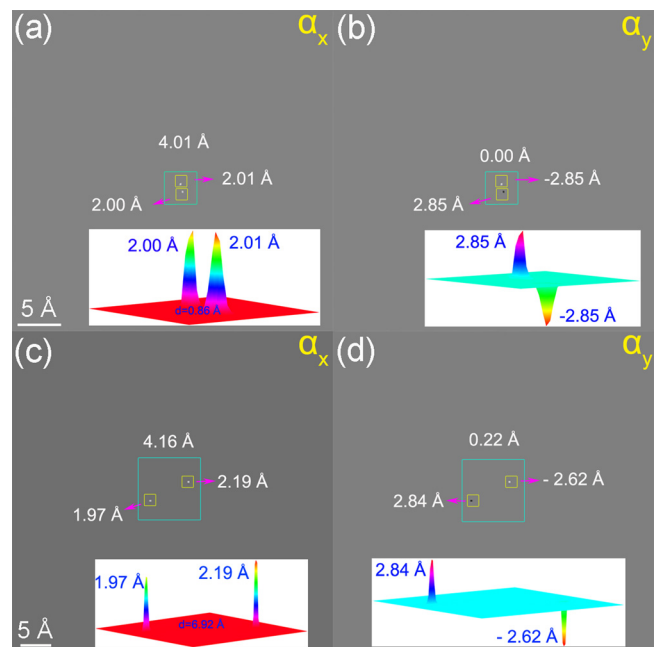 (a) αx
4.01 Å
2.01 Å
2.00 Å
2.00 Å 2.01 Å
d=0.86 Å
5 Å
(b) αy
0.00 Å
-2.85 Å
2.85 Å
2.85 Å
-2.85 Å
(c) αx
4.16 Å
2.19 Å
1.97 Å
1.97 Å 2.19 Å
d=6.92 Å
5 Å
(d) αy
0.22 Å
- 2.62 Å
2.84 Å
2.84 Å
- 2.62 Å